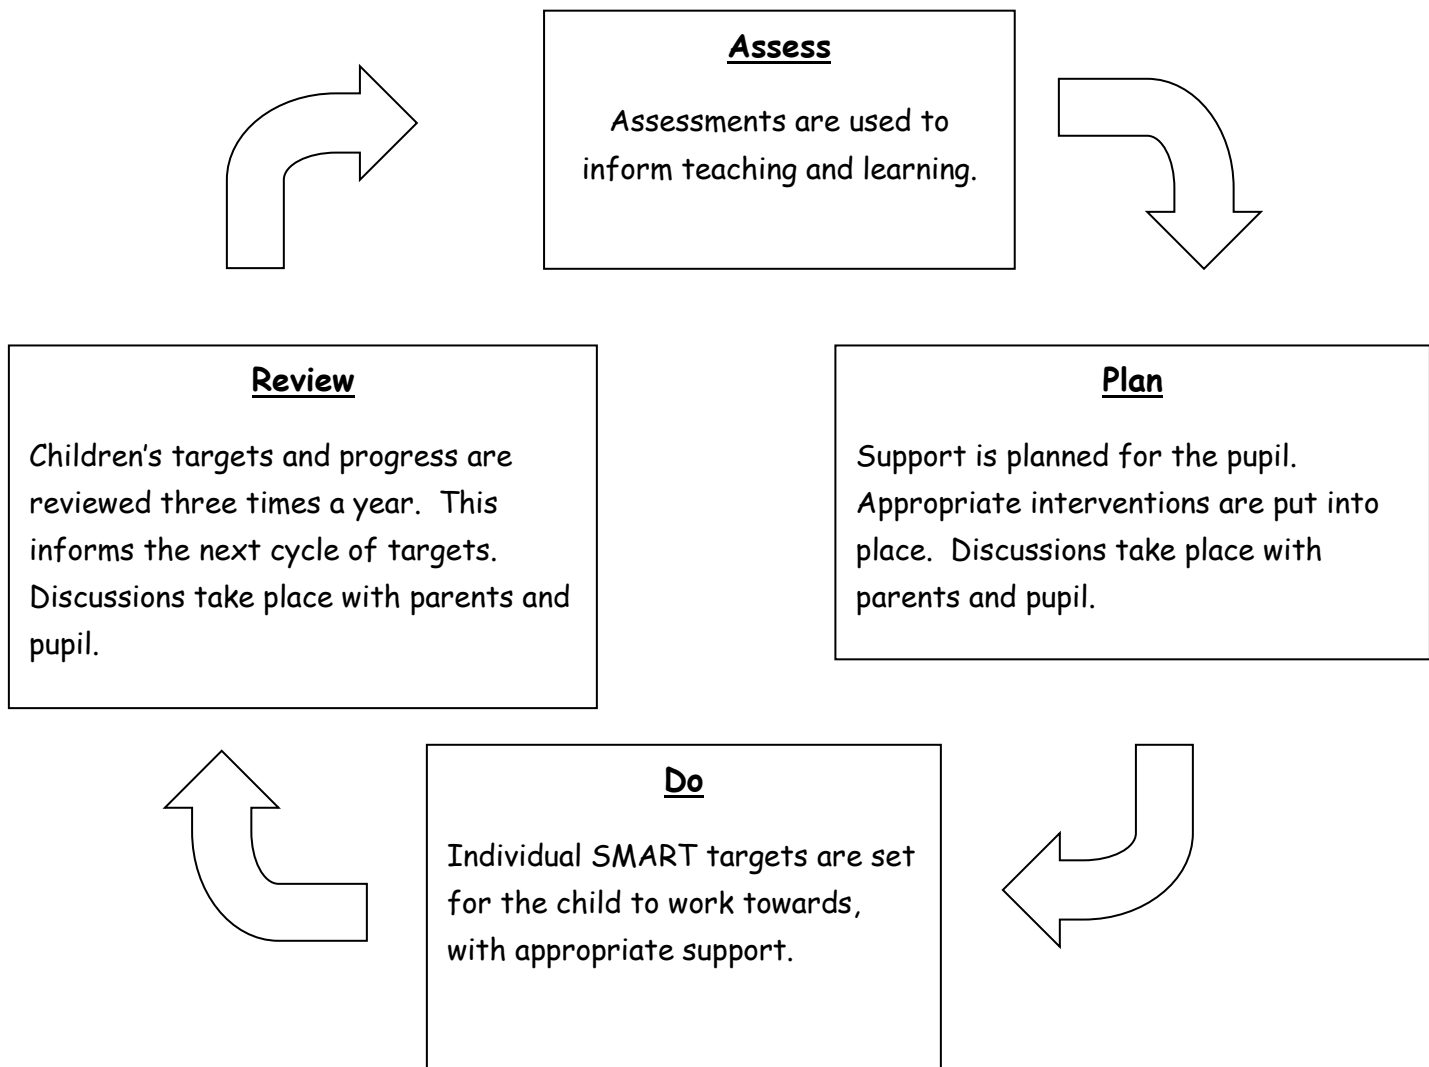 Assess
Assessments are used to
inform teaching and learning.
Review
Children's targets and progress are
reviewed three times a year.  This
informs the next cycle of targets.
Discussions take place with parents and
pupil.
Plan
Support is planned for the pupil.
Appropriate interventions are put into
place.  Discussions take place with
parents and pupil.
Do
Individual SMART targets are set
for the child to work towards,
with appropriate support.